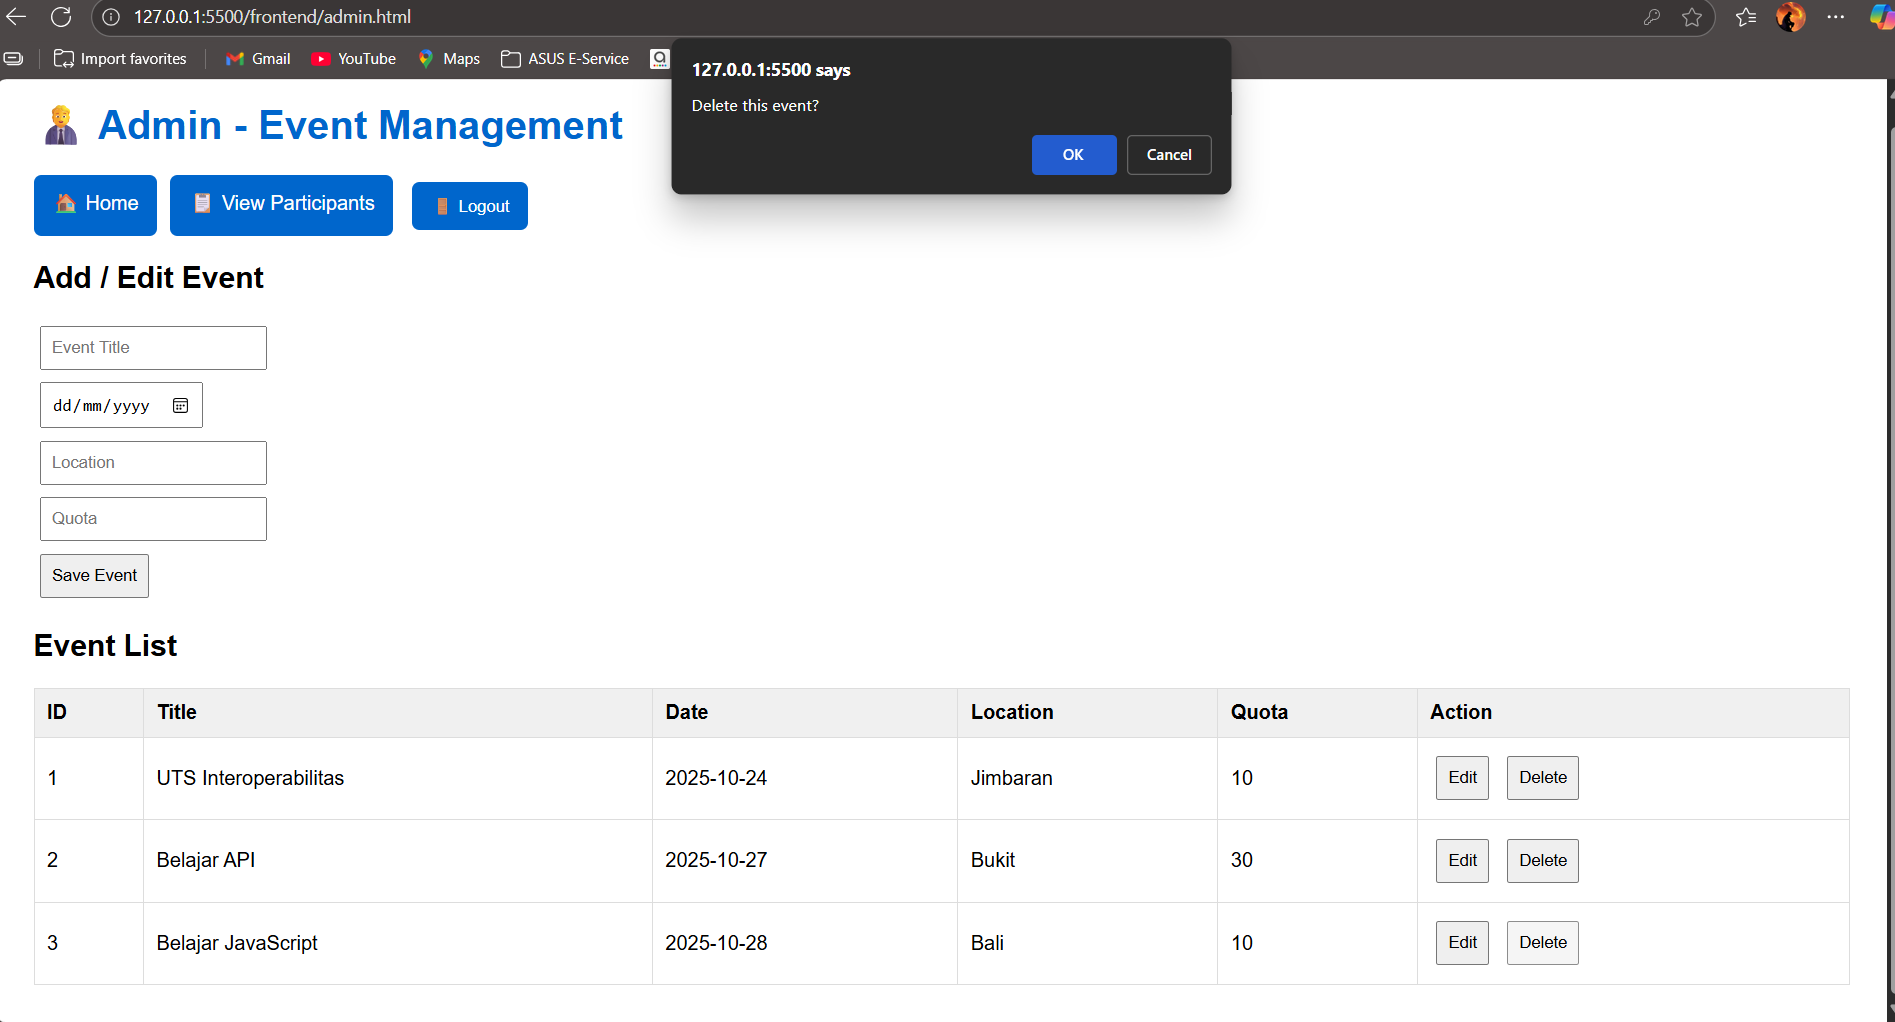 127.0.0.1:5500/frontend/admin.html
Import favorites Gmail YouTube Maps ASUS E-Service
127.0.0.1:5500 says
Delete this event?
OK Cancel
Admin - Event Management
Home View Participants Logout
Add / Edit Event
Event Title
dd/mm/yyyy
Location
Quota
Save Event
Event List
ID Title Date Location Quota Action
1 UTS Interoperabilitas 2025-10-24 Jimbaran 10 Edit Delete
2 Belajar API 2025-10-27 Bukit 30 Edit Delete
3 Belajar JavaScript 2025-10-28 Bali 10 Edit Delete